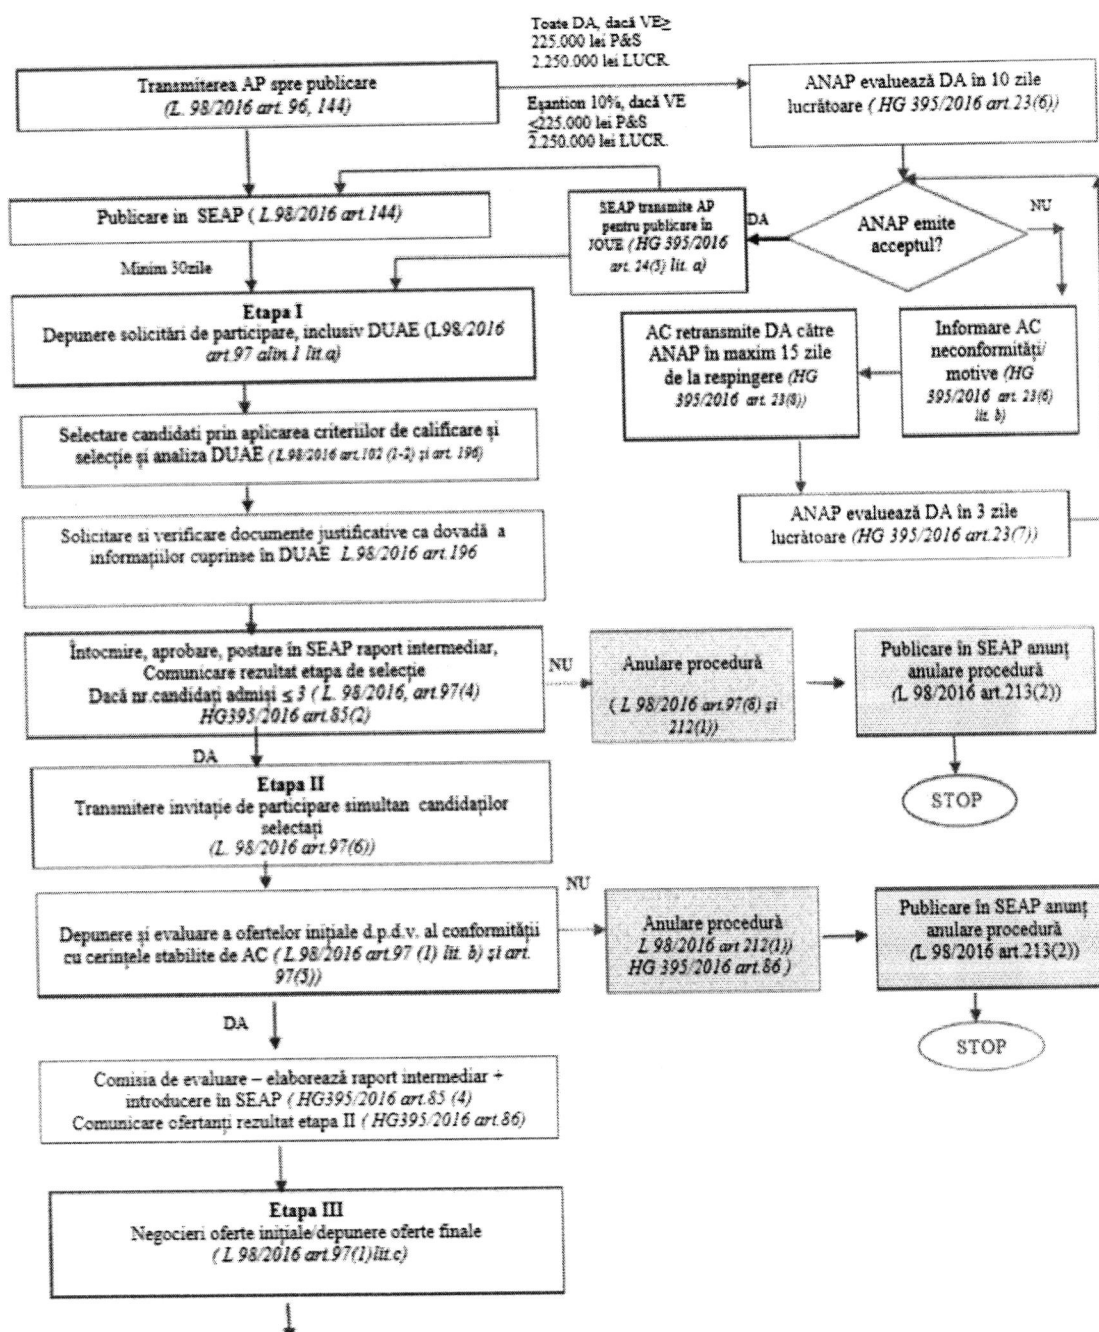 Toate DA, dacă VE≥
225.000 lei P&S
2.250.000 lei LUCR.
Transmiterea AP spre publicare
(L. 98/2016 art. 96, 144)
Eșantion 10%, dacă VE
≤225.000 lei P&S
2.250.000 lei LUCR.
ANAP evaluează DA în 10 zile
lucrătoare ( HG 395/2016 art.23(6))
Publicare in SEAP ( L.98/2016 art.144)
SEAP transmite AP
pentru publicare în
JOUE (HG 395/2016
art. 24(5) lit. a)
DA
ANAP emite
acceptul?
NU
Minim 30zile
Etapa I
Depunere solicitări de participare, inclusiv DUAE (L98/2016
art.97 alin.1 lit.a)
AC retransmite DA către
ANAP în maxim 15 zile
de la respingere (HG
395/2016 art. 23(8))
Informare AC
neconformități/
motive (HG
395/2016 art. 23(6)
lit. b)
Selectare candidati prin aplicarea criteriilor de calificare și
selecție și analiza DUAE ( L.98/2016 art.102 (1-2) și art. 196)
ANAP evaluează DA în 3 zile
lucrătoare (HG 395/2016 art.23(7))
Solicitare si verificare documente justificative ca dovadă a
informațiilor cuprinse în DUAE L.98/2016 art.196
Întocmire, aprobare, postare în SEAP raport intermediar,
Comunicare rezultat etapa de selecție
Dacă nr.candidați admiși ≤ 3 ( L. 98/2016, art.97(4)
HG395/2016 art.85(2)
NU
Anulare procedură
( L 98/2016 art.97(8) și
212(1))
Publicare în SEAP anunț
anulare procedură
(L 98/2016 art.213(2))
DA
STOP
Etapa II
Transmitere invitație de participare simultan candidaților
selectați
(L. 98/2016 art.97(6))
NU
Depunere și evaluare a ofertelor inițiale d.p.d.v. al conformității
cu cerințele stabilite de AC ( L.98/2016 art.97 (1) lit. b) și art.
97(5))
Anulare procedură
L 98/2016 art 212(1))
HG 395/2016 art.86 )
Publicare în SEAP anunț
anulare procedură
(L 98/2016 art.213(2))
DA
STOP
Comisia de evaluare – elaborează raport intermediar +
introducere în SEAP ( HG395/2016 art.85 (4)
Comunicare ofertanți rezultat etapa II ( HG395/2016 art.86)
Etapa III
Negocieri oferte inițiale/depunere oferte finale
( L 98/2016 art.97(1)lit.c)